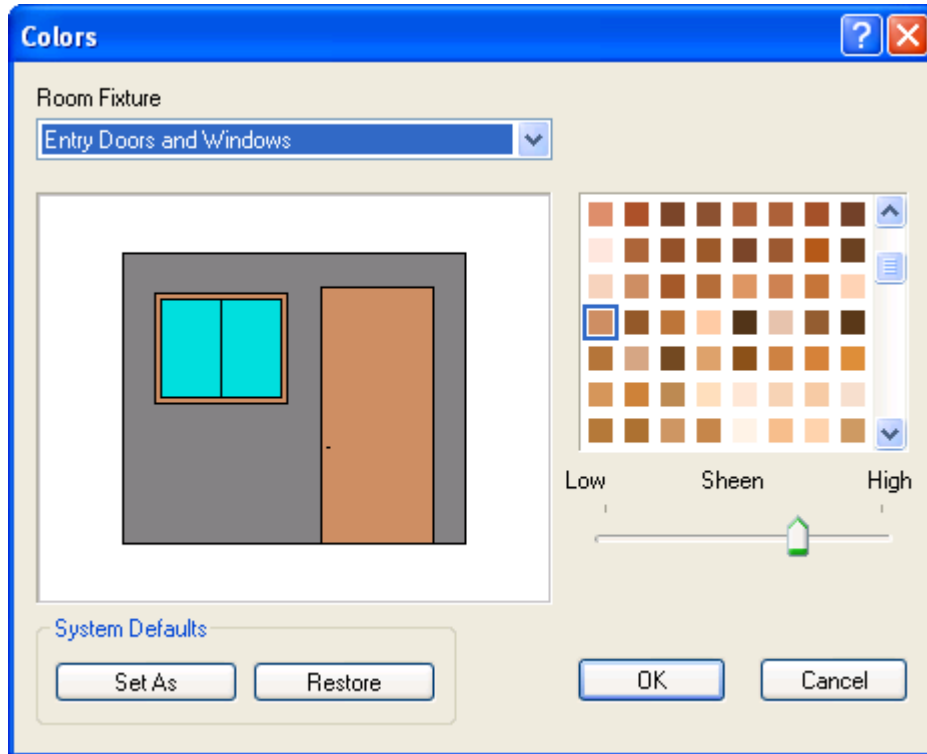 Colors
Room Fixture
Entry Doors and Windows
Low Sheen High
System Defaults
Set As Restore OK Cancel